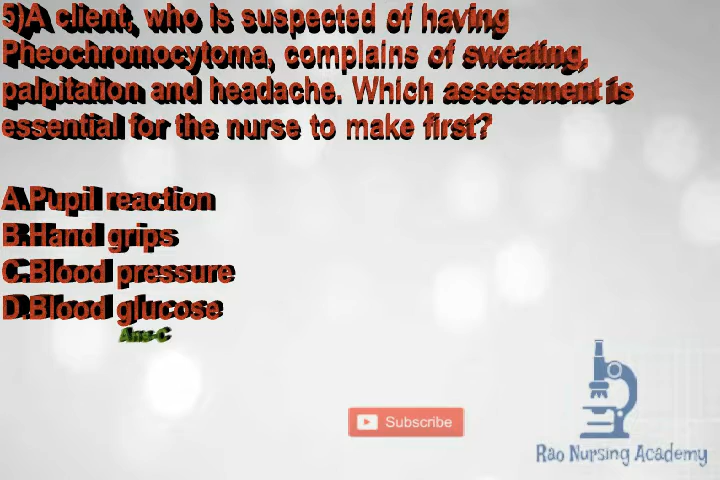 5)A client, who is suspected of having
Pheochromocytoma, complains of sweating,
palpitation and headache. Which assessment is
essential for the nurse to make first?
A.Pupil reaction
B.Hand grips
C.Blood pressure
D.Blood glucose
Ans-C
Subscribe
Rao Nursing Academy